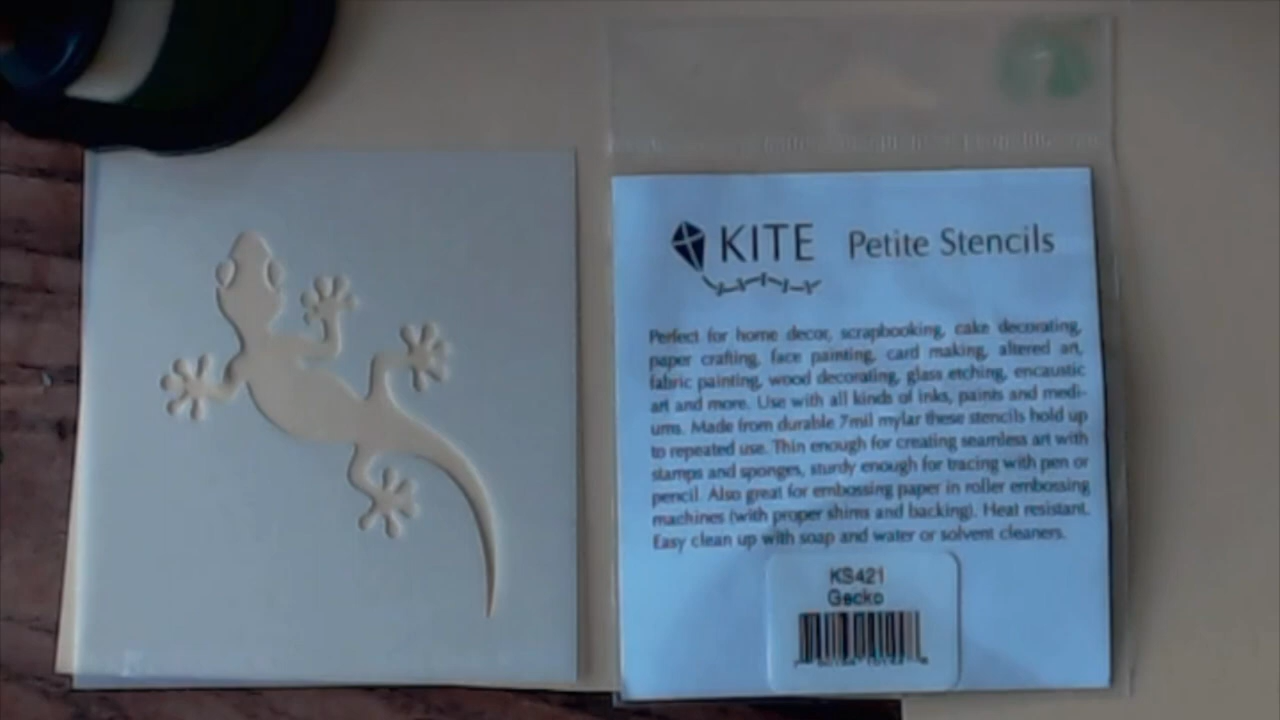 KITE Petite Stencils
Perfect for home decor, scrapbooking, cake decorating,
paper crafting, face painting, card making, altered art,
fabric painting, wood decorating, glass etching, encaustic
art and more. Use with all kinds of inks, paints and medi-
ums. Made from durable 7mil mylar these stencils hold up
to repeated use. Thin enough for creating seamless art with
stamps and sponges, sturdy enough for tracing with pen or
pencil. Also great for embossing paper in roller embossing
machines (with proper shims and backing). Heat resistant.
Easy clean up with soap and water or solvent cleaners.
KS421
Gecko